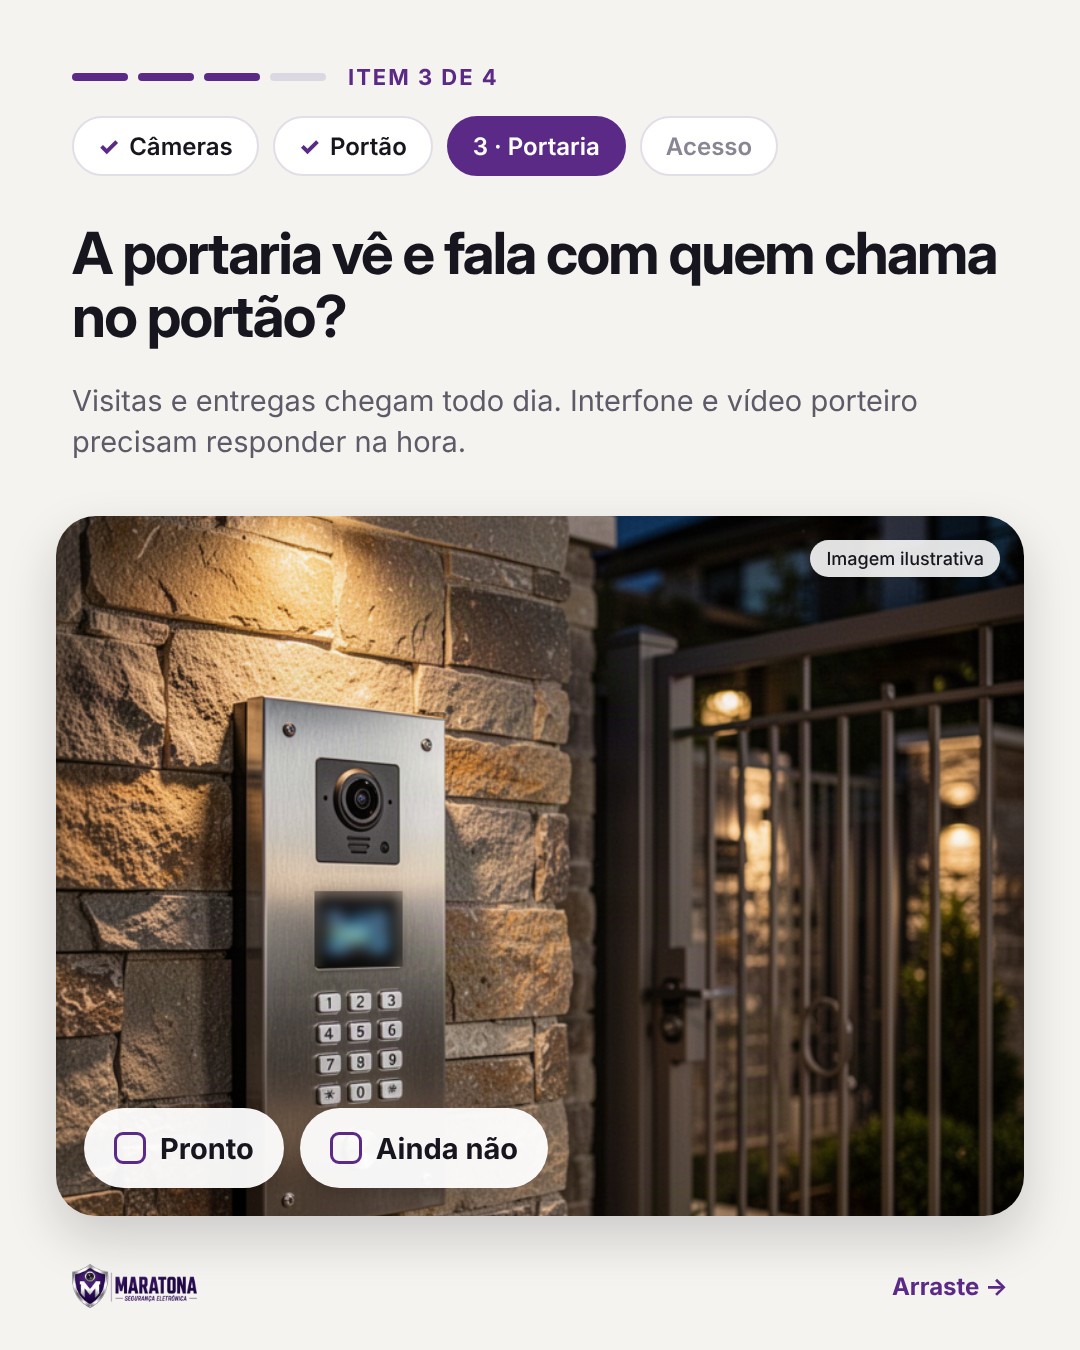 ITEM 3 DE 4
✓ Câmeras
✓ Portão
3 · Portaria
Acesso
A portaria vê e fala com quem chama
no portão?
Visitas e entregas chegam todo dia. Interfone e vídeo porteiro
precisam responder na hora.
Imagem ilustrativa
1 2 3
4 5 6
7 8 9
* 0 *
Pronto
Ainda não
M MARATONA
SEGURANÇA ELETRÔNICA
Arraste →